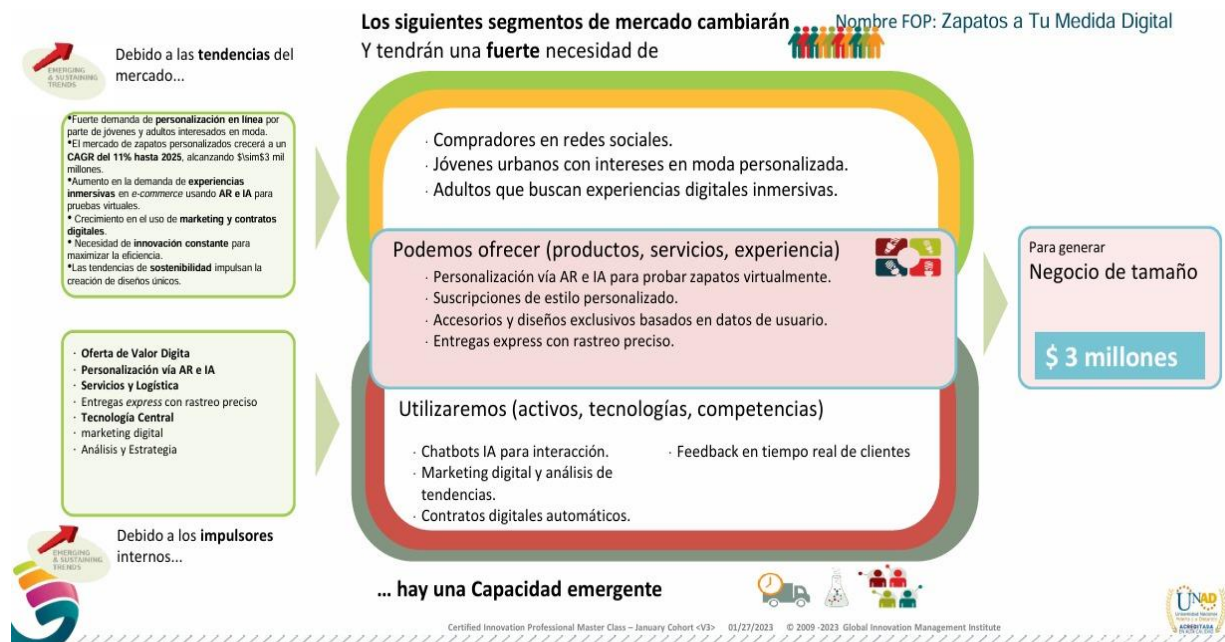 Los siguientes segmentos de mercado cambiarán
Nombre FOP: Zapatos a Tu Medida Digital
Y tendrán una fuerte necesidad de
EMERGING
& SUSTAINING
TRENDS
Debido a las tendencias del
mercado...
•Fuerte demanda de personalización en línea por
parte de jóvenes y adultos interesados en moda.
•El mercado de zapatos personalizados crecerá a un
CAGR del 11% hasta 2025, alcanzando $\sim$3 mil
millones.
•Aumento en la demanda de experiencias
inmersivas en e-commerce usando AR e IA para
pruebas virtuales.
• Crecimiento en el uso de marketing y contratos
digitales.
• Necesidad de innovación constante para
maximizar la eficiencia.
•Las tendencias de sostenibilidad impulsan la
creación de diseños únicos.
· Compradores en redes sociales.
· Jóvenes urbanos con intereses en moda personalizada.
· Adultos que buscan experiencias digitales inmersivas.
Podemos ofrecer (productos, servicios, experiencia)
· Personalización vía AR e IA para probar zapatos virtualmente.
· Suscripciones de estilo personalizado.
· Accesorios y diseños exclusivos basados en datos de usuario.
· Entregas express con rastreo preciso.
Para generar
Negocio de tamaño
$ 3 millones
· Oferta de Valor Digita
· Personalización vía AR e IA
· Servicios y Logística
· Entregas express con rastreo preciso
· Tecnología Central
· marketing digital
· Análisis y Estrategia
Utilizaremos (activos, tecnologías, competencias)
· Chatbots IA para interacción.
· Marketing digital y análisis de
tendencias.
· Contratos digitales automáticos.
· Feedback en tiempo real de clientes
EMERGING
& SUSTAINING
TRENDS
Debido a los impulsores
internos...
... hay una Capacidad emergente
Certified Innovation Professional Master Class – January Cohort <V3> 01/27/2023 © 2009 -2023 Global Innovation Management Institute
UNAD
ACREDITADA